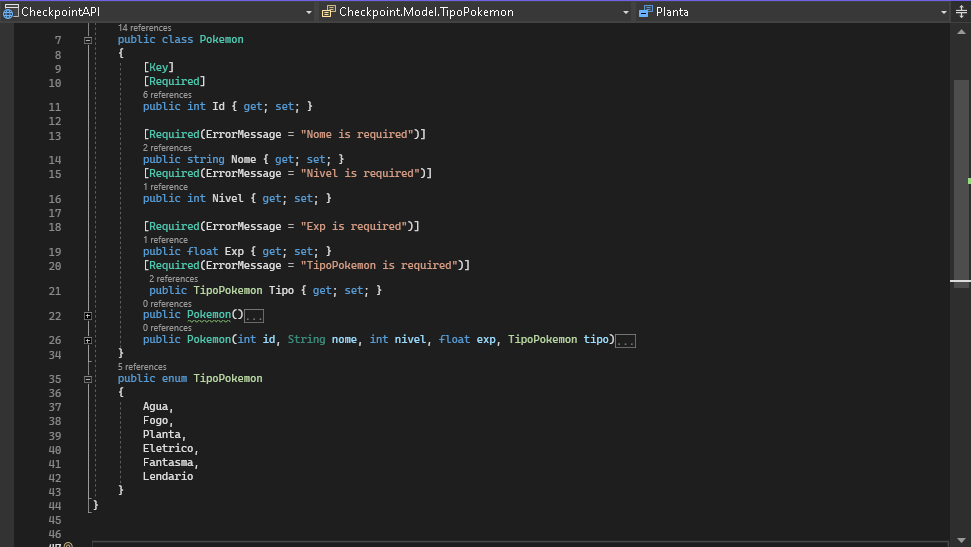 CheckpointAPI Checkpoint.Model.TipoPokemon Planta
14 references
7 public class Pokemon
8 {
9 [Key]
10 [Required]
6 references
11 public int Id { get; set; }
12
13 [Required(ErrorMessage = "Nome is required")]
2 references
14 public string Nome { get; set; }
15 [Required(ErrorMessage = "Nivel is required")]
1 reference
16 public int Nivel { get; set; }
17
18 [Required(ErrorMessage = "Exp is required")]
1 reference
19 public float Exp { get; set; }
20 [Required(ErrorMessage = "TipoPokemon is required")]
2 references
21 public TipoPokemon Tipo { get; set; }
0 references
22 public Pokemon()...
0 references
26 public Pokemon(int id, String nome, int nivel, float exp, TipoPokemon tipo)...
34 }
5 references
35 public enum TipoPokemon
36 {
37 Agua,
38 Fogo,
39 Planta,
40 Eletrico,
41 Fantasma,
42 Lendario
43 }
44 }
45
46
47